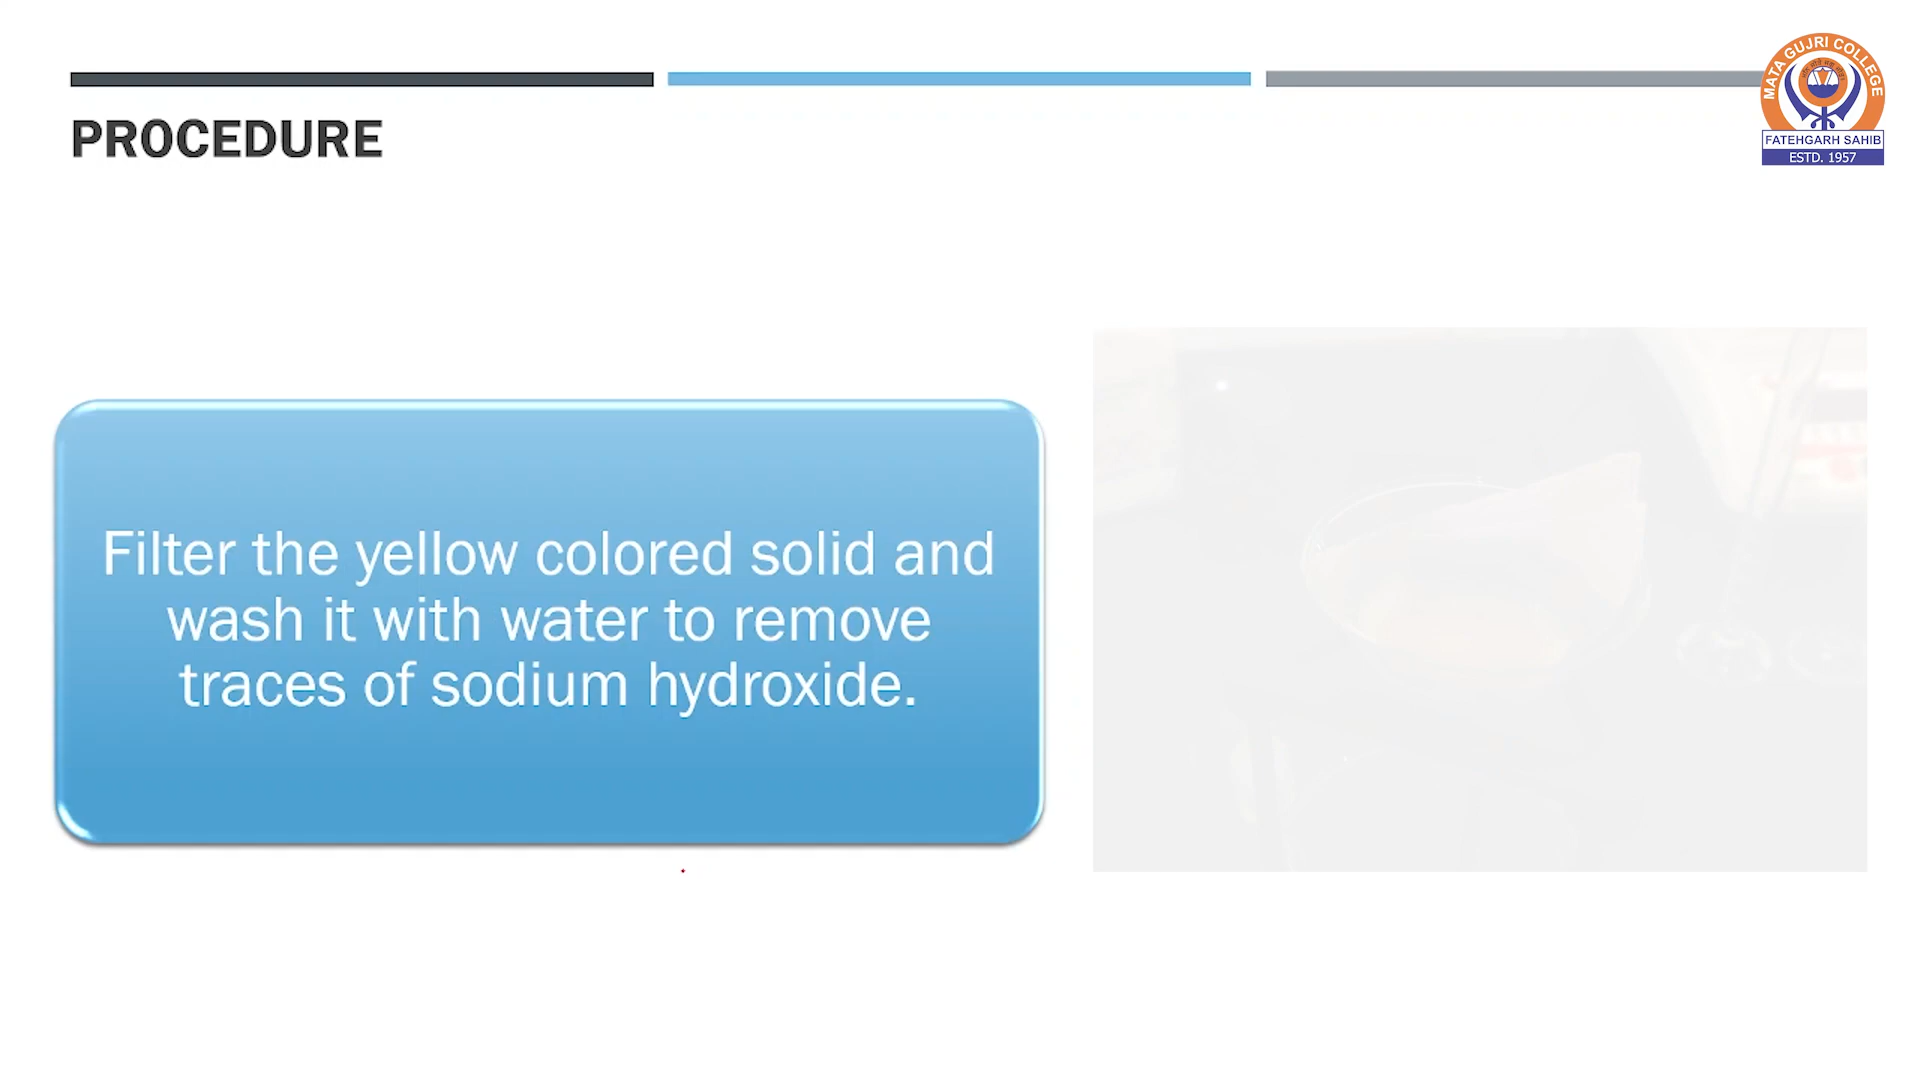 PROCEDURE
MATA GUJRI COLLEGE
FATEHGARH SAHIB
ESTD. 1957
Filter the yellow colored solid and
wash it with water to remove
traces of sodium hydroxide.